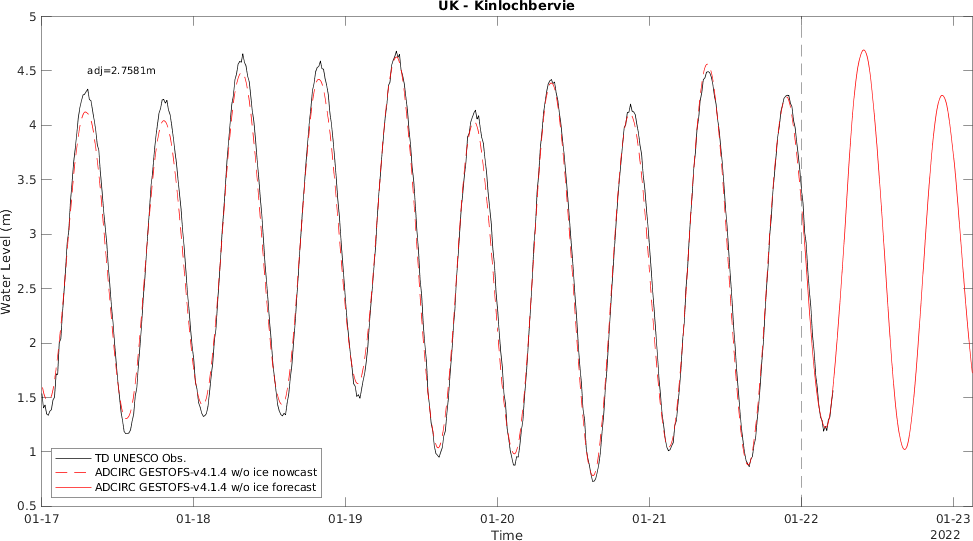 UK - Kinlochbervie
adj=2.7581m
5
4.5
4
3.5
3
2.5
2
1.5
1
0.5
Water Level (m)
TD UNESCO Obs.
ADCIRC GESTOFS-v4.1.4 w/o ice nowcast
ADCIRC GESTOFS-v4.1.4 w/o ice forecast
01-17 01-18 01-19 01-20 01-21 01-22 01-23
Time
2022